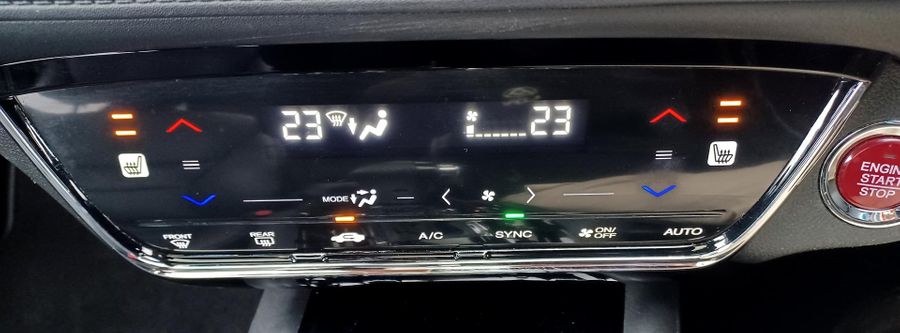 23 23
MODE
FRONT REAR A/C SYNC ON/OFF AUTO
ENGINE
START
STOP